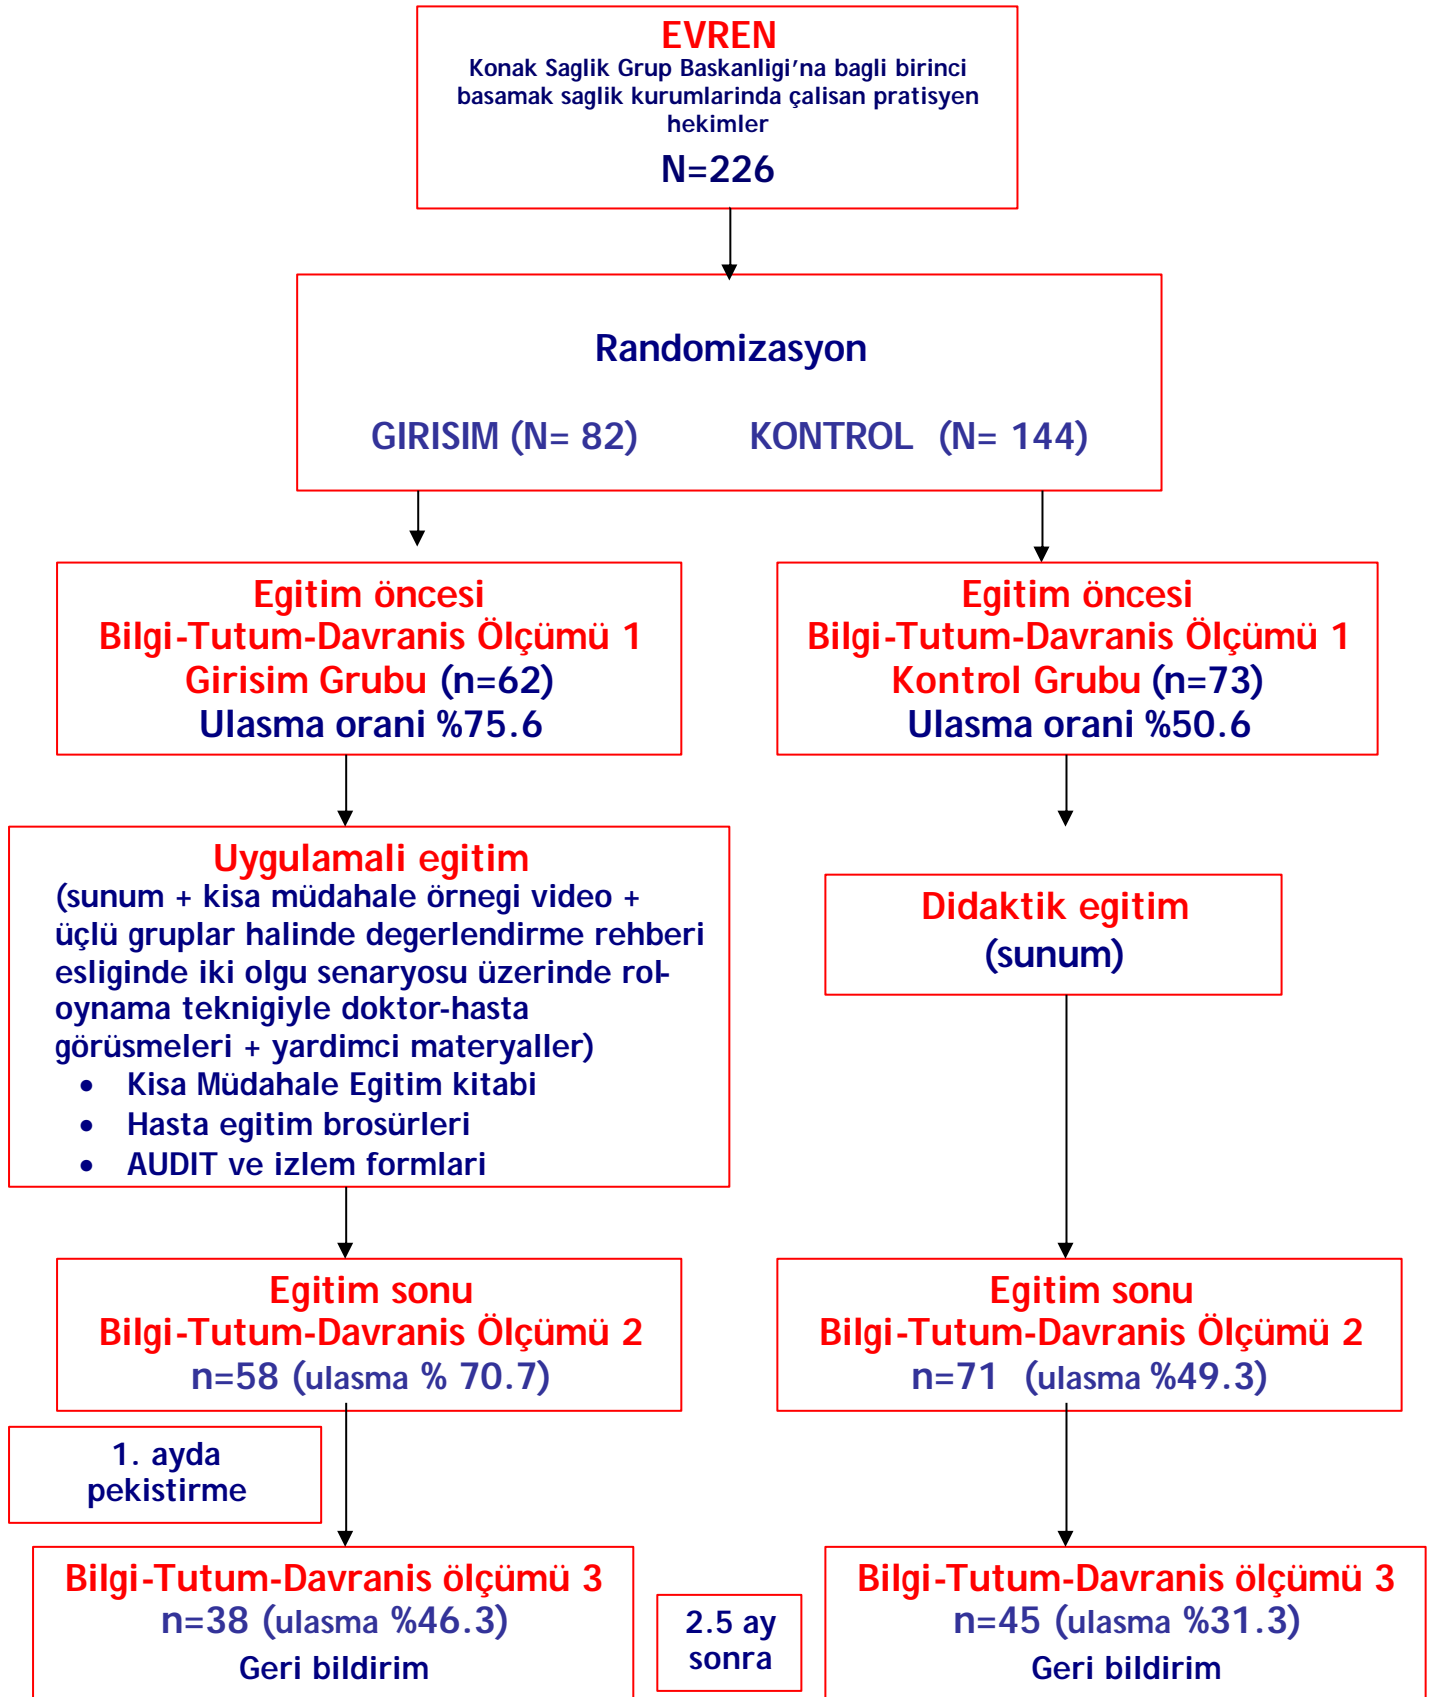 EVREN
Konak Saglik Grup Baskanligi'na bagli birinci
basamak saglik kurumlarinda çalisan pratisyen
hekimler
N=226
Randomizasyon
GIRISIM (N= 82) KONTROL (N= 144)
Egitim öncesi
Bilgi-Tutum-Davranis Ölçümü 1
Girisim Grubu (n=62)
Ulasma orani %75.6
Egitim öncesi
Bilgi-Tutum-Davranis Ölçümü 1
Kontrol Grubu (n=73)
Ulasma orani %50.6
Uygulamali egitim
(sunum + kisa müdahale örnegi video +
üçlü gruplar halinde degerlendirme rehberi
esliginde iki olgu senaryosu üzerinde rol-
oynama teknigiyle doktor-hasta
görüsmeleri + yardimci materyaller)
• Kisa Müdahale Egitim kitabi
• Hasta egitim brosürleri
• AUDIT ve izlem formlari
Didaktik egitim
(sunum)
Egitim sonu
Bilgi-Tutum-Davranis Ölçümü 2
n=58 (ulasma % 70.7)
Egitim sonu
Bilgi-Tutum-Davranis Ölçümü 2
n=71 (ulasma %49.3)
1. ayda
pekistirme
Bilgi-Tutum-Davranis ölçümü 3
n=38 (ulasma %46.3)
Geri bildirim
2.5 ay
sonra
Bilgi-Tutum-Davranis ölçümü 3
n=45 (ulasma %31.3)
Geri bildirim